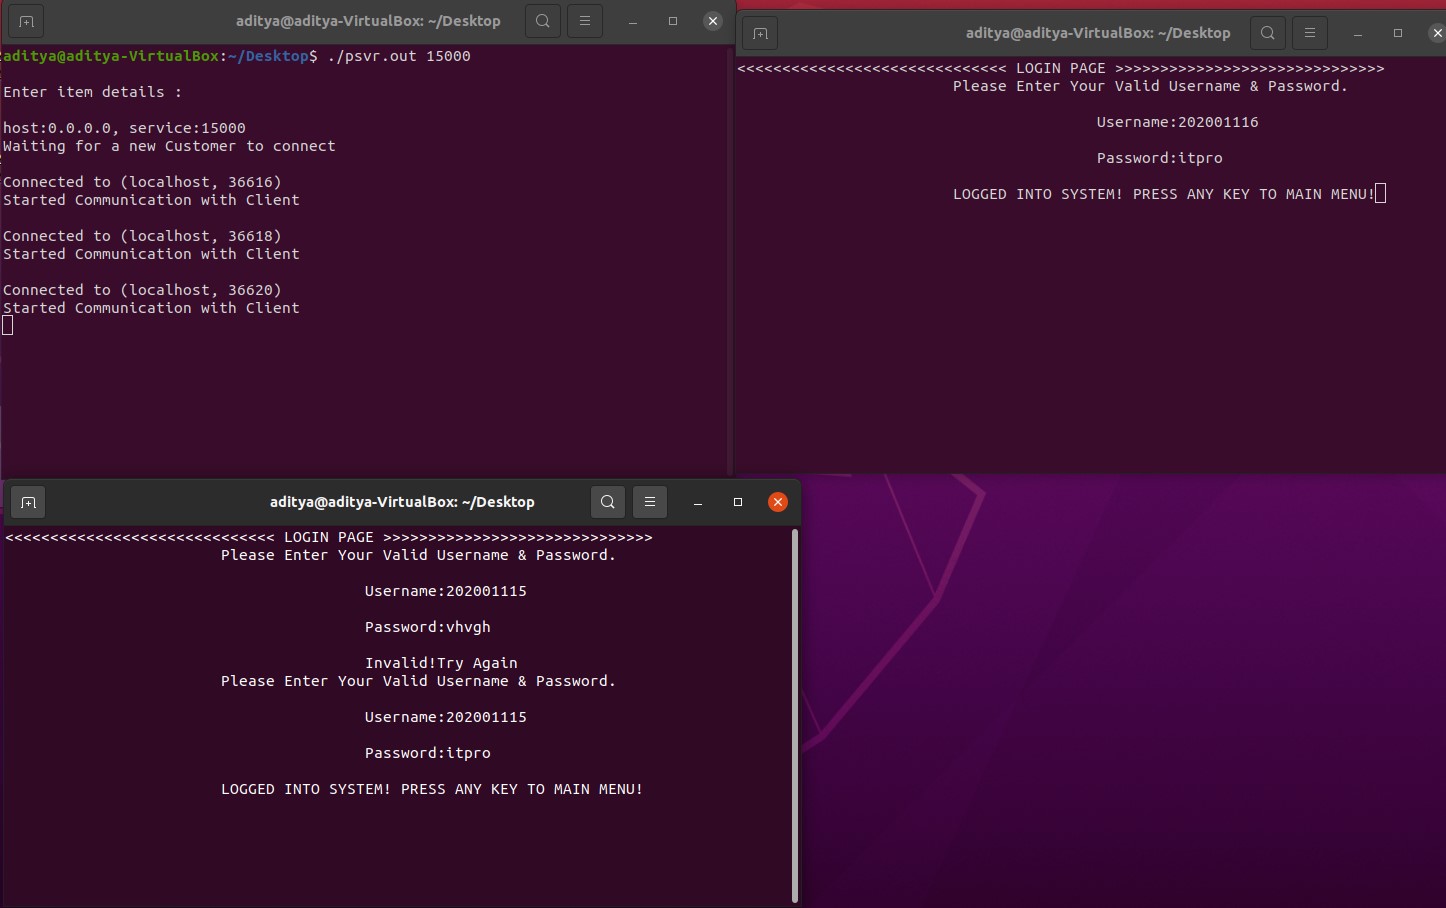 aditya@aditya-VirtualBox: ~/Desktop
aditya@aditya-VirtualBox:~/Desktop$ ./psvr.out 15000
Enter item details :
host:0.0.0.0, service:15000
Waiting for a new Customer to connect
Connected to (localhost, 36616)
Started Communication with Client
Connected to (localhost, 36618)
Started Communication with Client
Connected to (localhost, 36620)
Started Communication with Client
aditya@aditya-VirtualBox: ~/Desktop
<<<<<<<<<<<<<<<<<<<<<<<<<<<<<< LOGIN PAGE >>>>>>>>>>>>>>>>>>>>>>>>>>>>>>
Please Enter Your Valid Username & Password.
Username:202001116
Password:itpro
LOGGED INTO SYSTEM! PRESS ANY KEY TO MAIN MENU!
aditya@aditya-VirtualBox: ~/Desktop
<<<<<<<<<<<<<<<<<<<<<<<<<<<<<< LOGIN PAGE >>>>>>>>>>>>>>>>>>>>>>>>>>>>>>
Please Enter Your Valid Username & Password.
Username:202001115
Password:vhvgh
Invalid!Try Again
Please Enter Your Valid Username & Password.
Username:202001115
Password:itpro
LOGGED INTO SYSTEM! PRESS ANY KEY TO MAIN MENU!